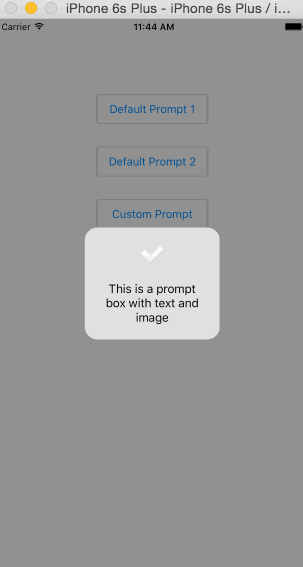 iPhone 6s Plus - iPhone 6s Plus / i...
Carrier 11:44 AM
Default Prompt 1
Default Prompt 2
Custom Prompt
This is a prompt
box with text and
image